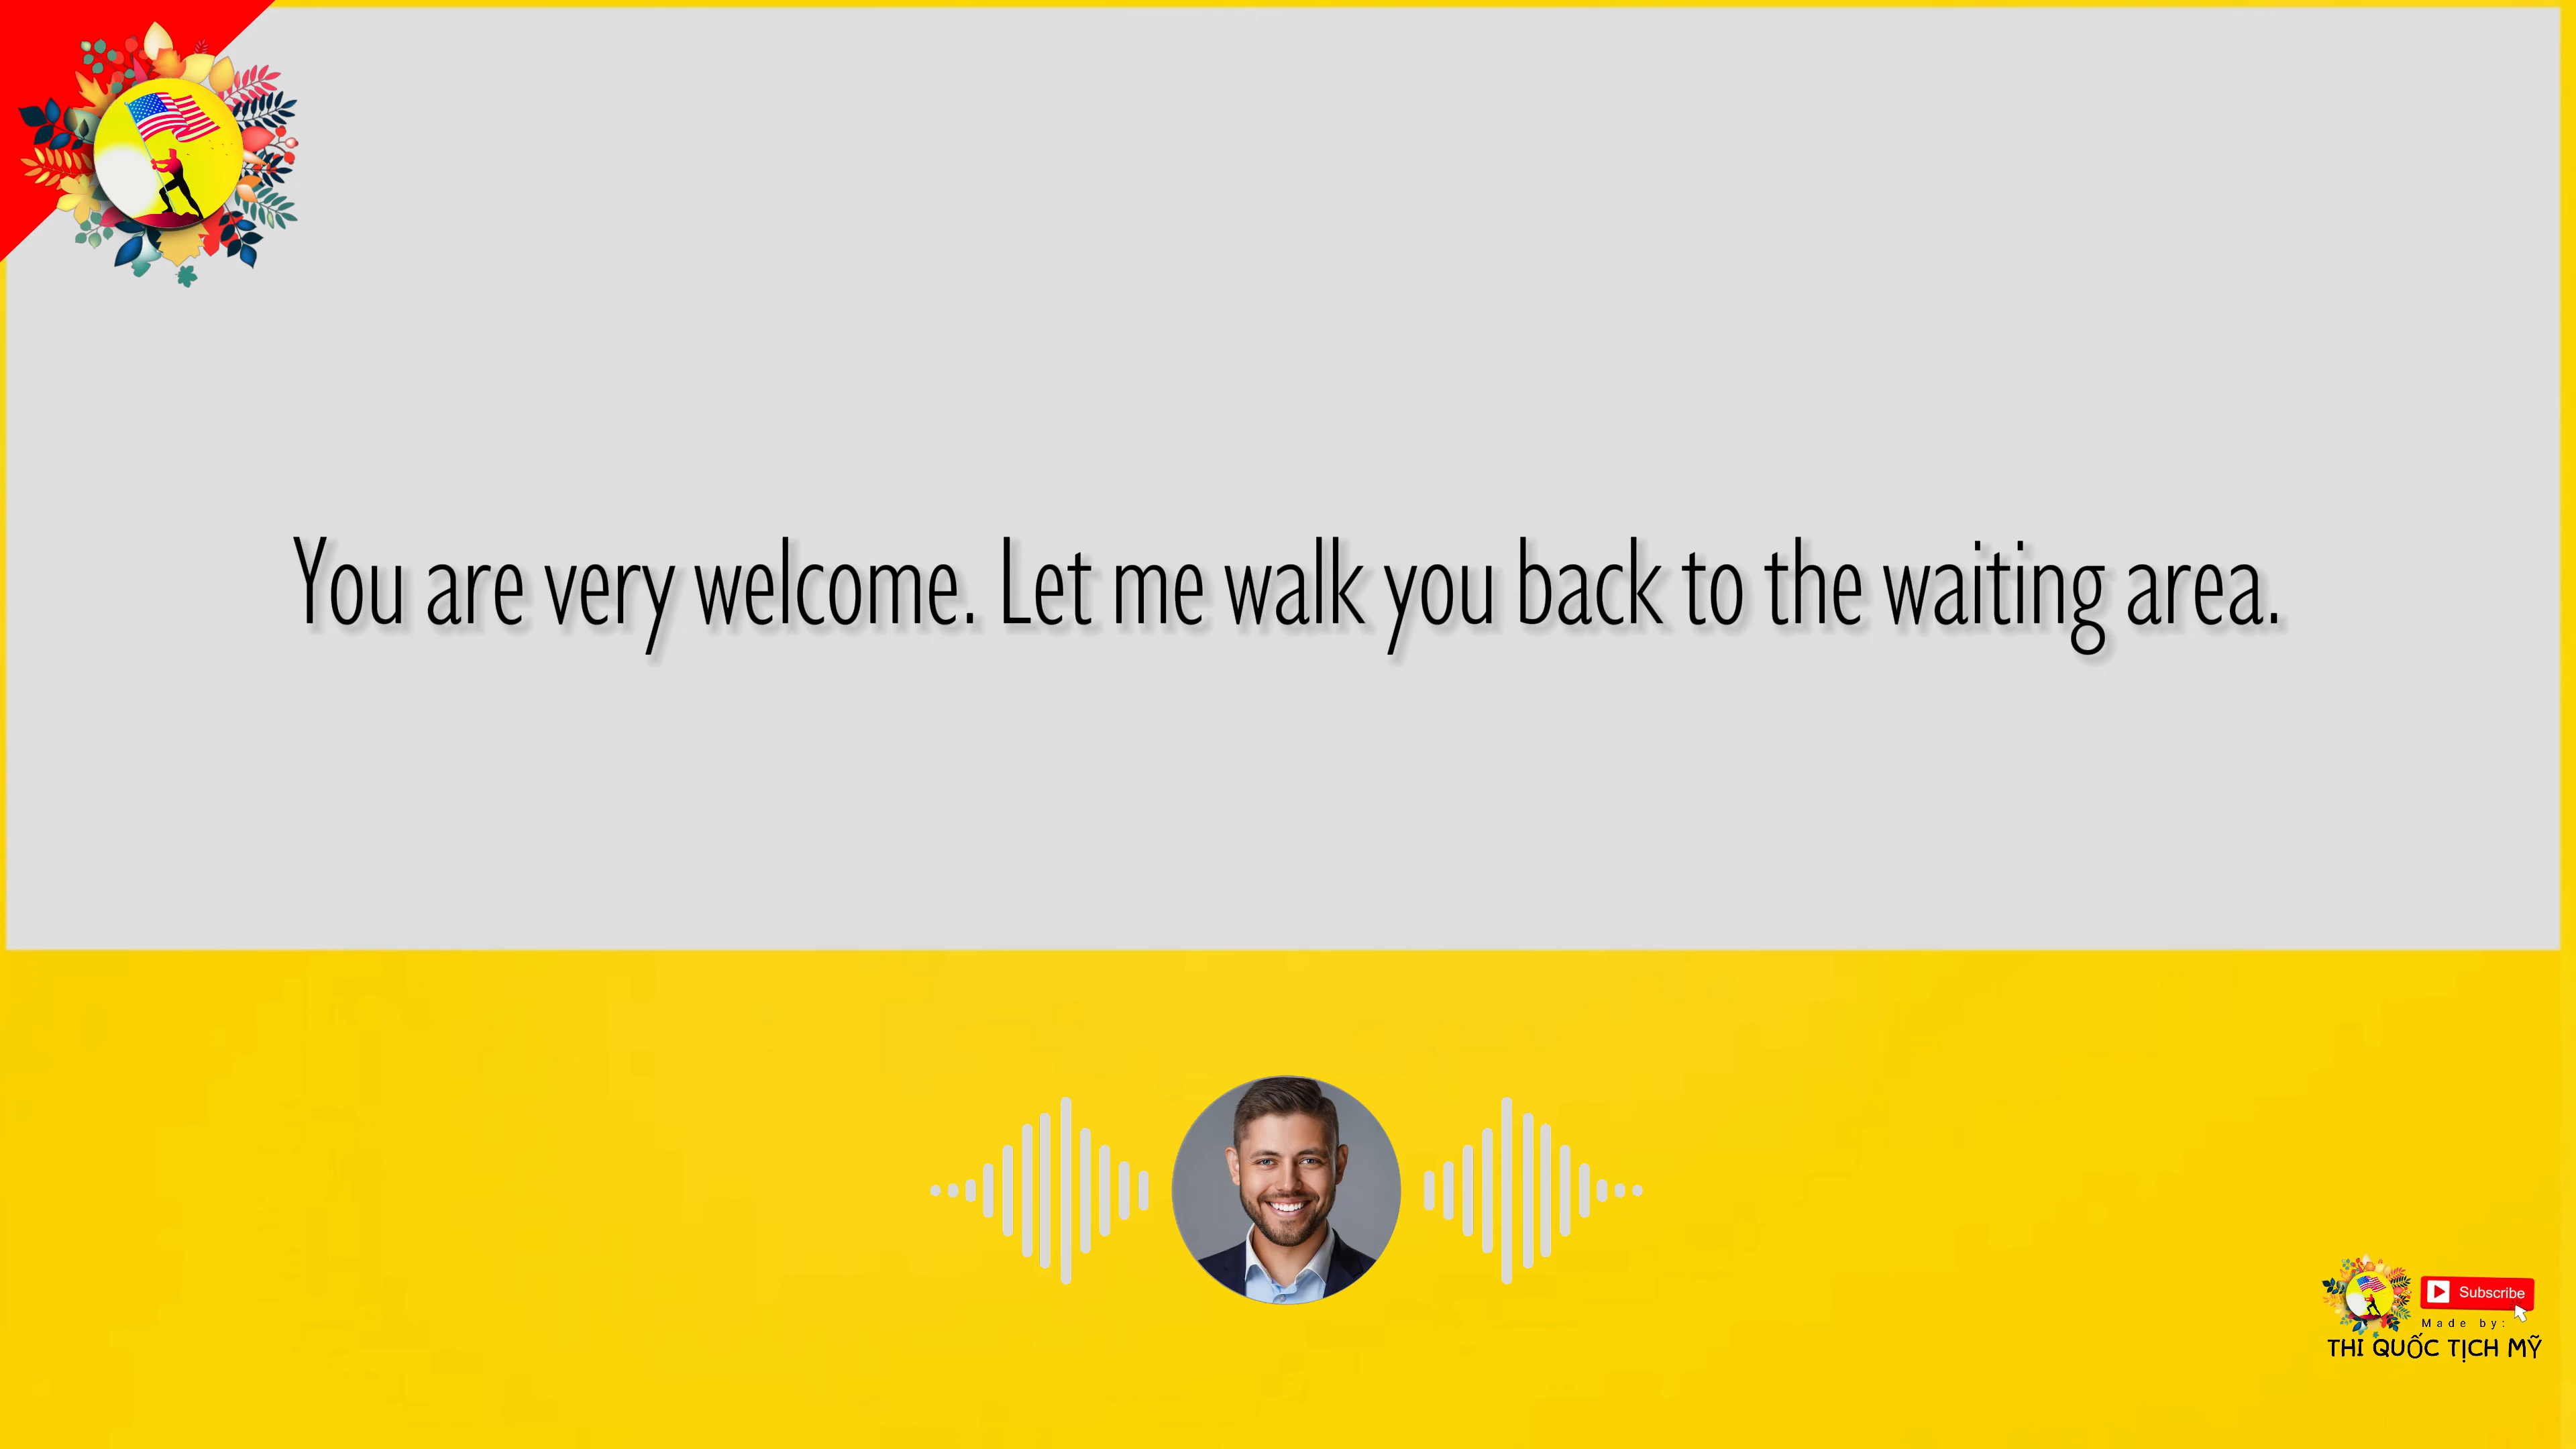 You are very welcome. Let me walk you back to the waiting area.
Subscribe
Made by:
THI QUỐC TỊCH MỸ